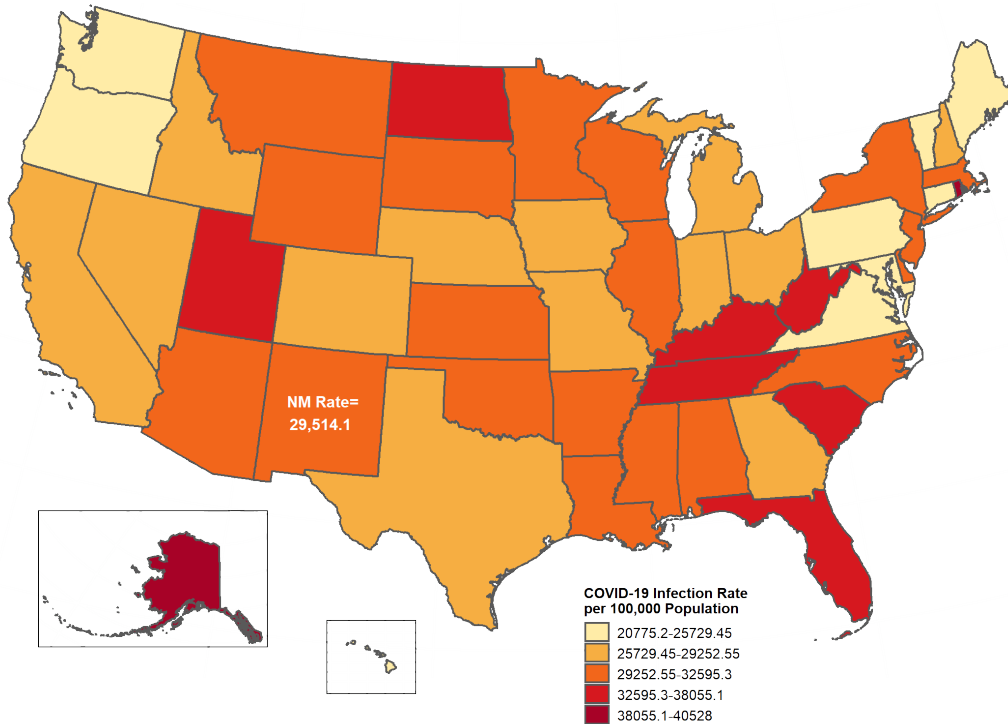 NM Rate=
29,514.1
COVID-19 Infection Rate
per 100,000 Population
20775.2-25729.45
25729.45-29252.55
29252.55-32595.3
32595.3-38055.1
38055.1-40528